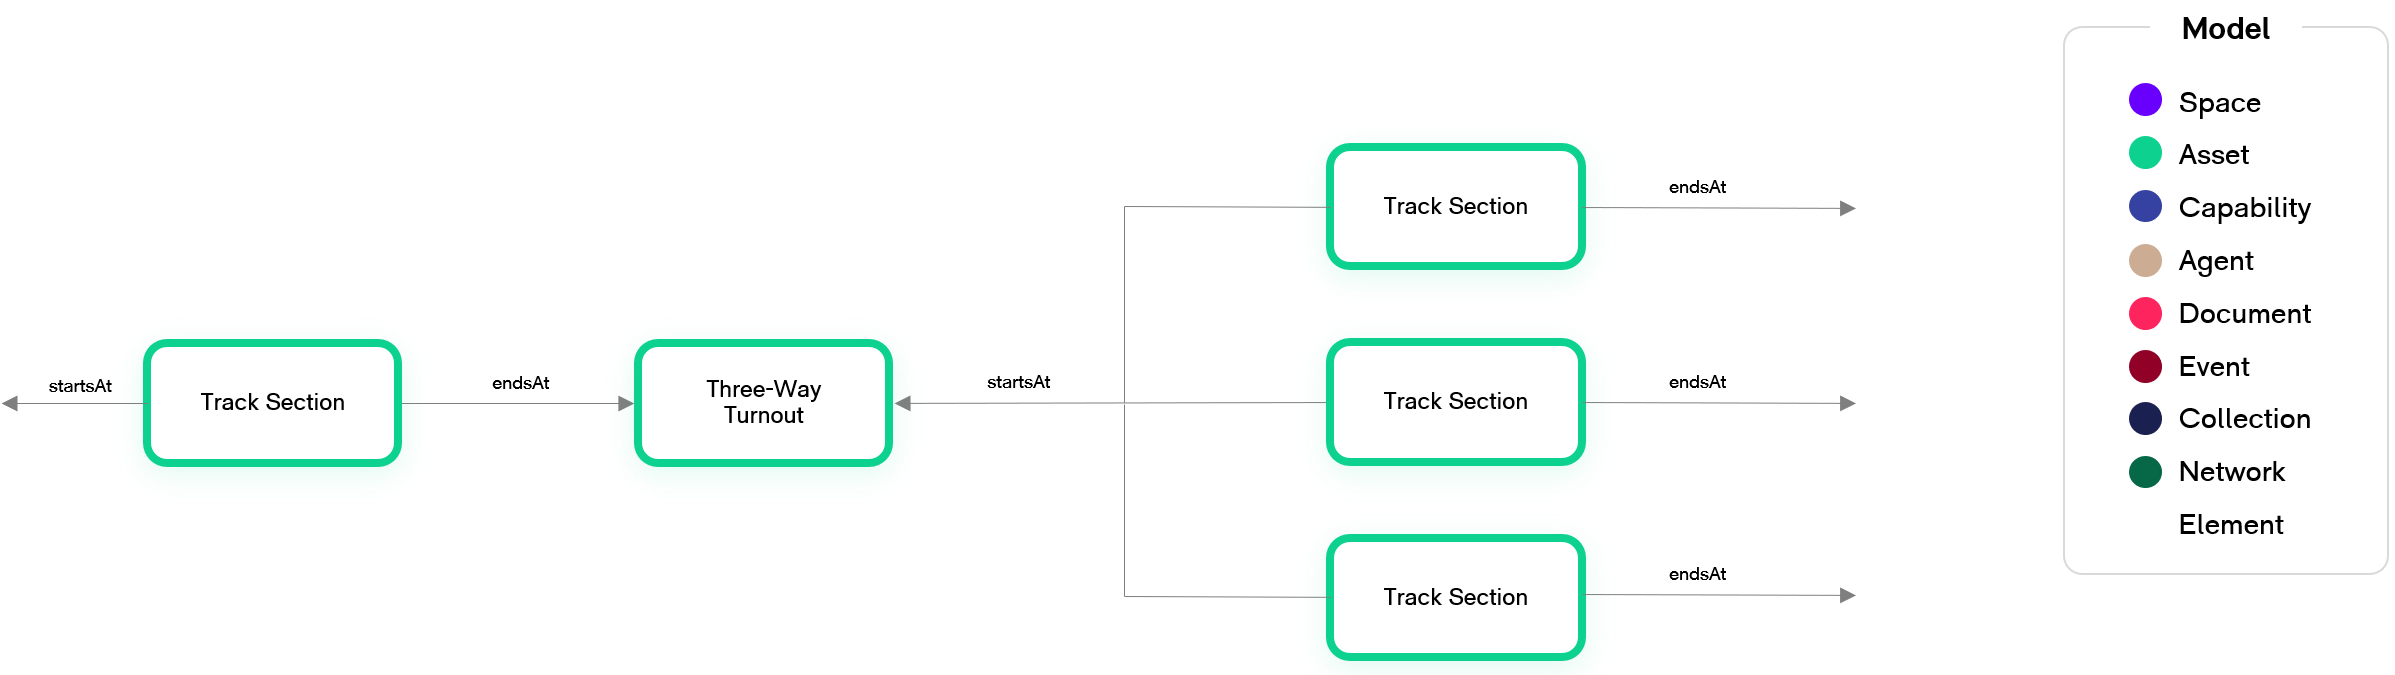 Model
Space
Asset
Capability
Agent
Document
Event
Collection
Network
Element
startsAt
Track Section
endsAt
Three-Way
Turnout
startsAt
Track Section
endsAt
Track Section
endsAt
Track Section
endsAt